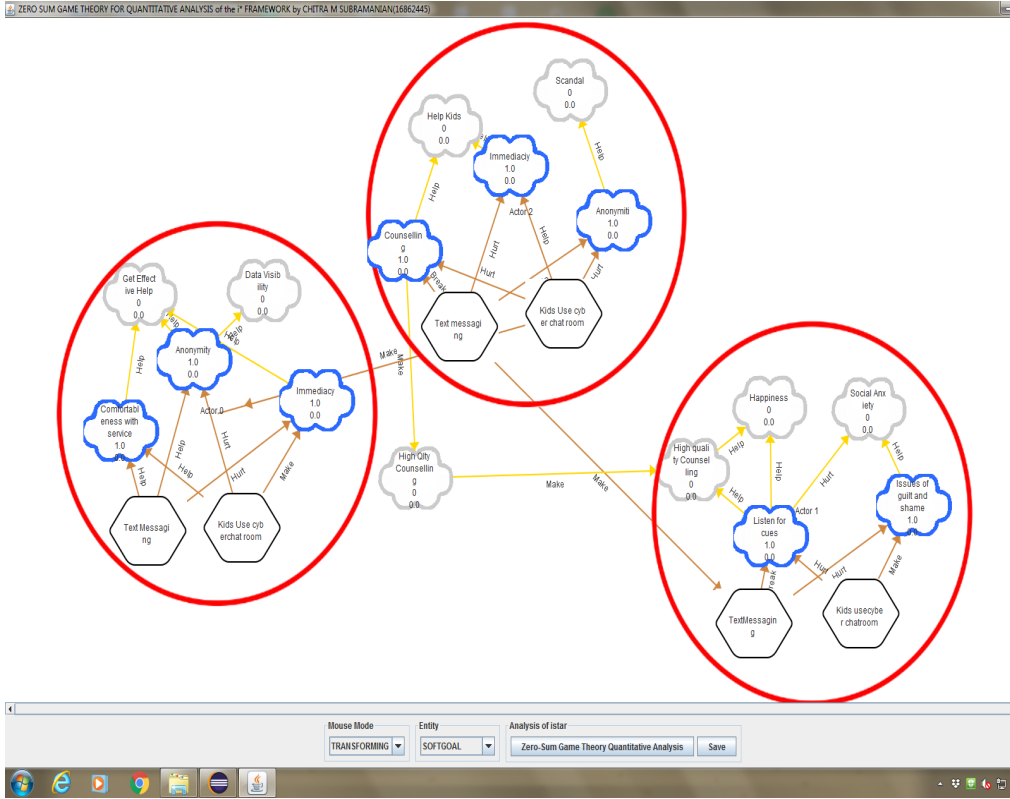 ZERO SUM GAME THEORY FOR QUANTITATIVE ANALYSIS of the i* FRAMEWORK by CHITRA M SUBRAMANIAN(16862445)
Scandal
0
0.0
Help Kids
0
0.0
Help
Immediaciy
1.0
0.0
Help
Actor 2
Anonymiti
1.0
0.0
Counsellin
g
1.0
0.0
Hurt
Help
Hurt
Hurt
Break
Text messagi
ng
Kids Use cyb
er chat room
Make
Make
Make
Get Effect
ive Help
0
0.0
Data Visib
ility
0
0.0
Help
Help
Help
Help
Anonymity
1.0
0.0
Immediacy
1.0
0.0
Actor 0
Comfortabl
eness with
service
1.0
0.0
Help
Hurt
Help
Help
Hurt
Make
Text Messagi
ng
Kids Use cyb
erchat room
High Qlty
Counsellin
g
0
0.0
Make
Happiness
0
0.0
Social Anx
iety
0
0.0
High quali
ty Counsel
ling
0
0.0
Help
Help
Hurt
Help
Help
Issues of
guilt and
shame
1.0
0.0
Listen for
cues
1.0
0.0
Actor 1
Break
Hurt
Hurt
Make
TextMessagin
g
Kids usecybe
r chatroom
Mouse Mode
Entity
Analysis of istar
TRANSFORMING
SOFTGOAL
Zero-Sum Game Theory Quantitative Analysis
Save